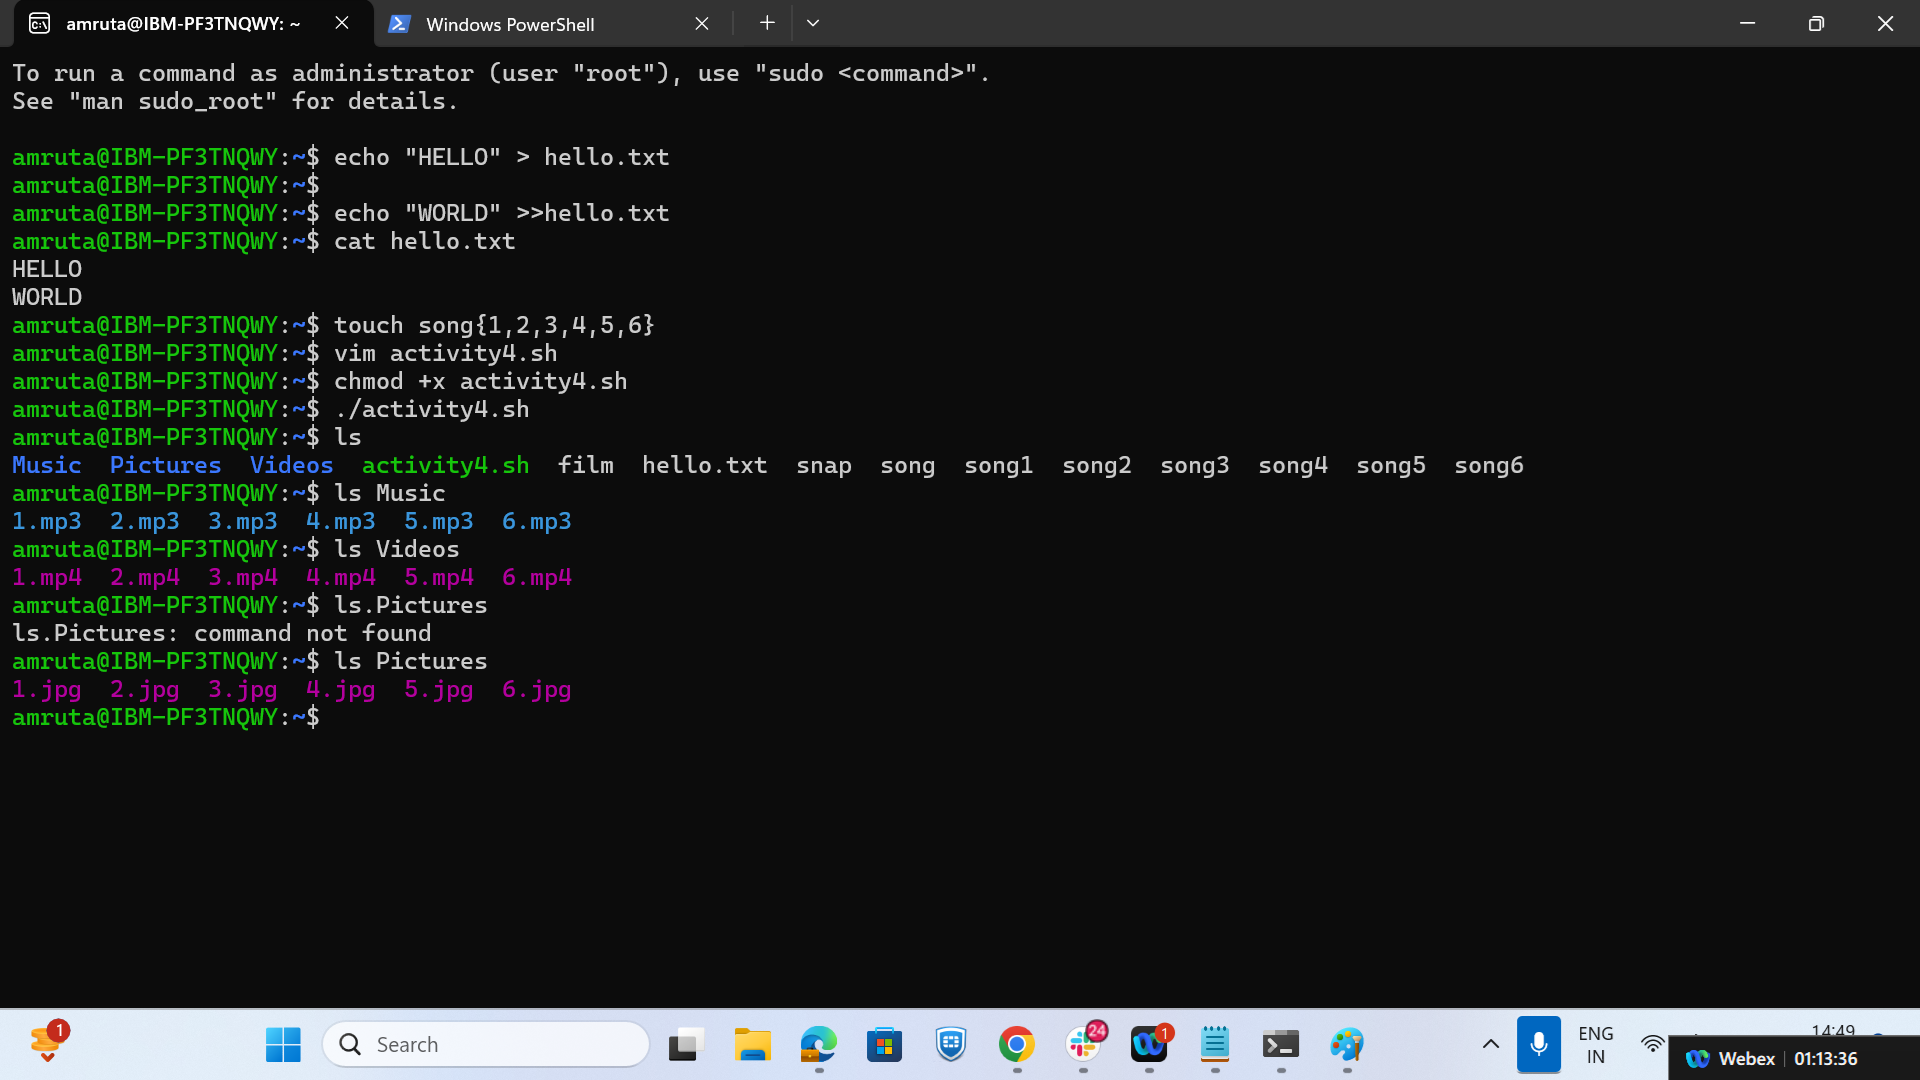 amruta@IBM-PF3TNQWY: ~
Windows PowerShell
To run a command as administrator (user "root"), use "sudo <command>".
See "man sudo_root" for details.
amruta@IBM-PF3TNQWY:~$ echo "HELLO" > hello.txt
amruta@IBM-PF3TNQWY:~$
amruta@IBM-PF3TNQWY:~$ echo "WORLD" >>hello.txt
amruta@IBM-PF3TNQWY:~$ cat hello.txt
HELLO
WORLD
amruta@IBM-PF3TNQWY:~$ touch song{1,2,3,4,5,6}
amruta@IBM-PF3TNQWY:~$ vim activity4.sh
amruta@IBM-PF3TNQWY:~$ chmod +x activity4.sh
amruta@IBM-PF3TNQWY:~$ ./activity4.sh
amruta@IBM-PF3TNQWY:~$ ls
Music  Pictures  Videos  activity4.sh  film  hello.txt  snap  song  song1  song2  song3  song4  song5  song6
amruta@IBM-PF3TNQWY:~$ ls Music
1.mp3  2.mp3  3.mp3  4.mp3  5.mp3  6.mp3
amruta@IBM-PF3TNQWY:~$ ls Videos
1.mp4  2.mp4  3.mp4  4.mp4  5.mp4  6.mp4
amruta@IBM-PF3TNQWY:~$ ls.Pictures
ls.Pictures: command not found
amruta@IBM-PF3TNQWY:~$ ls Pictures
1.jpg  2.jpg  3.jpg  4.jpg  5.jpg  6.jpg
amruta@IBM-PF3TNQWY:~$
1
Search
24
1
ENG
IN
14:49
Webex
01:13:36